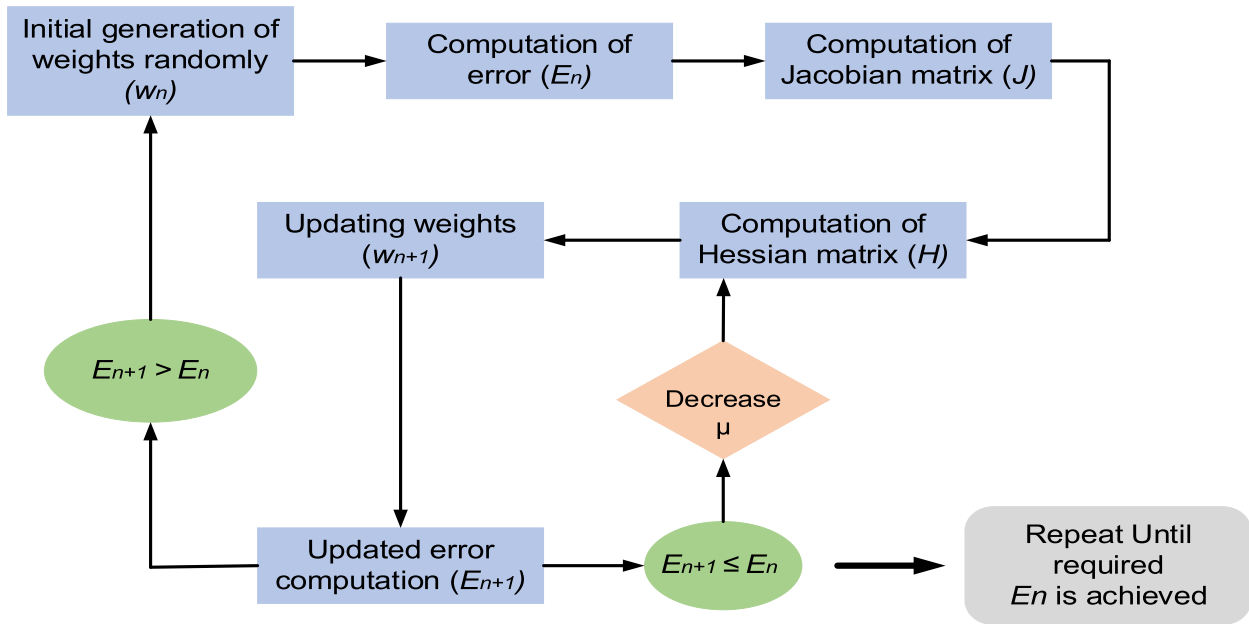 Initial generation of
weights randomly
(wn)
Computation of
error (En)
Computation of
Jacobian matrix (J)
Updating weights
(wn+1)
Computation of
Hessian matrix (H)
En+1 > En
Decrease
μ
Updated error
computation (En+1)
En+1 ≤ En
Repeat Until
required
En is achieved